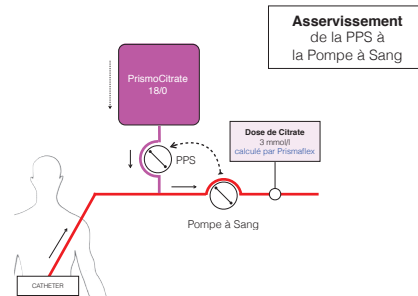 Asservissement
de la PPS à
la Pompe à Sang
PrismoCitrate
18/0
PPS
Dose de Citrate
3 mmol/l
calculé par Prismaflex
Pompe à Sang
CATHETER